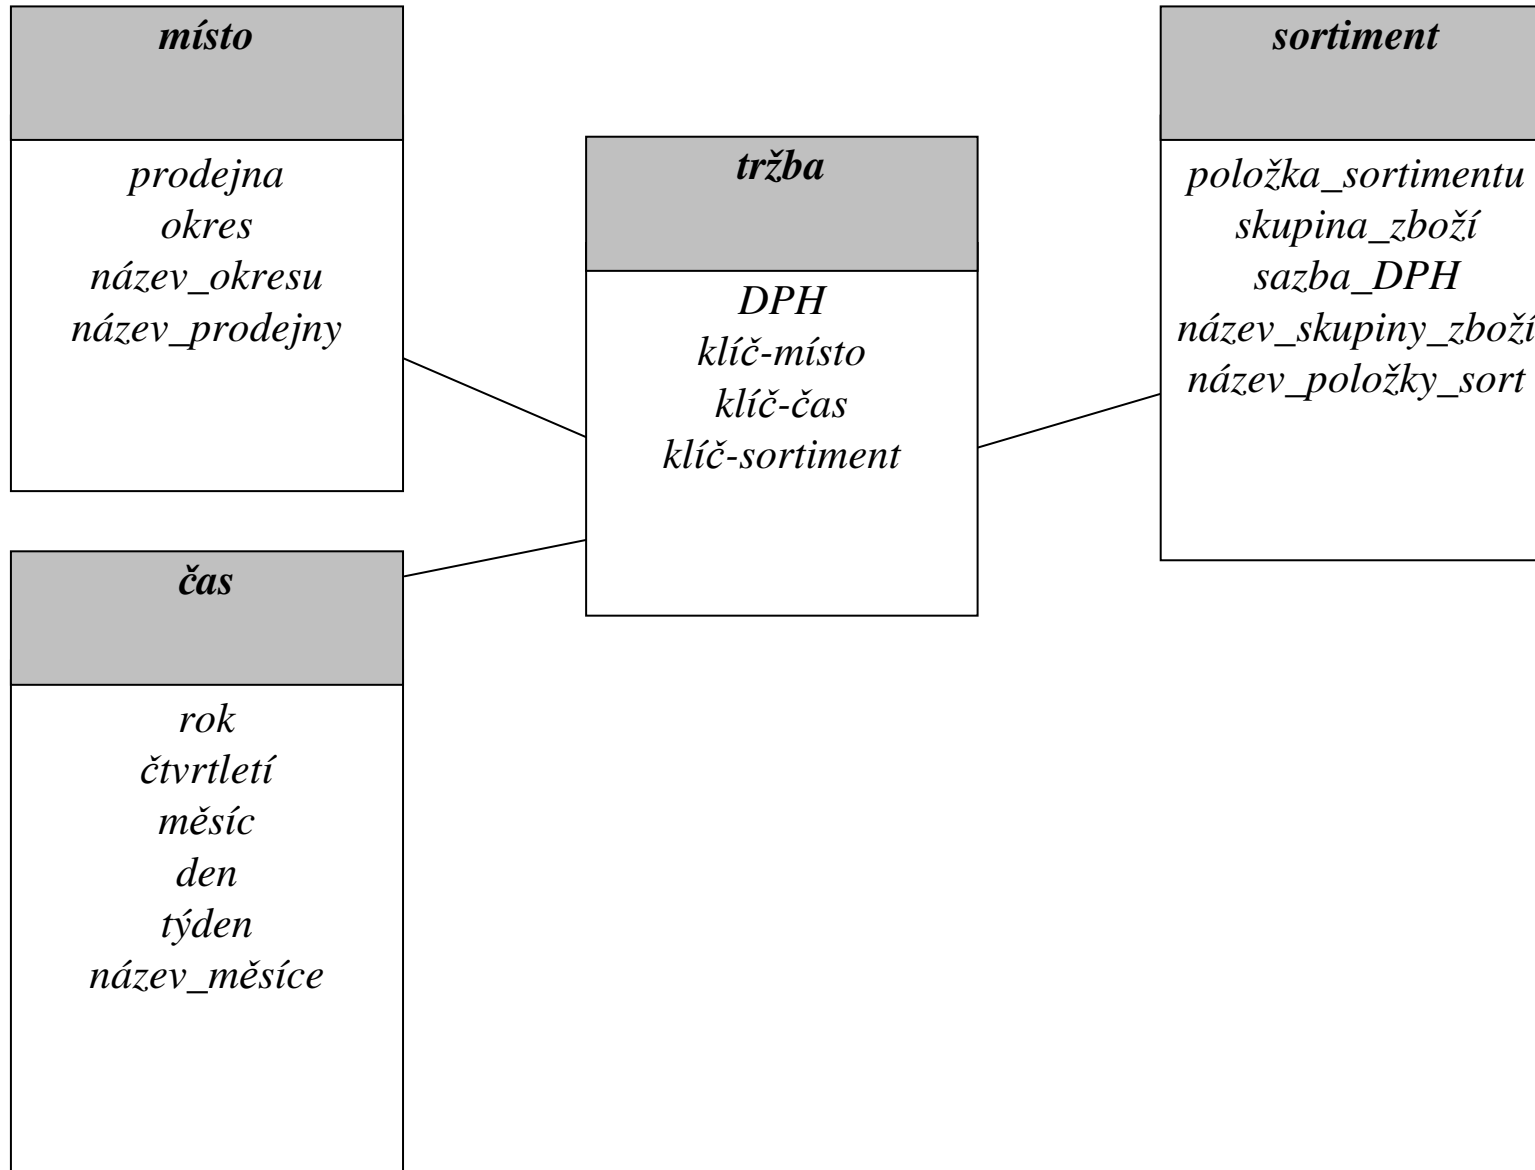 místo
prodejna
okres
název_okresu
název_prodejny
tržba
DPH
klíč-místo
klíč-čas
klíč-sortiment
sortiment
položka_sortimentu
skupina_zboží
sazba_DPH
název_skupiny_zboží
název_položky_sort
čas
rok
čtvrtletí
měsíc
den
týden
název_měsíce